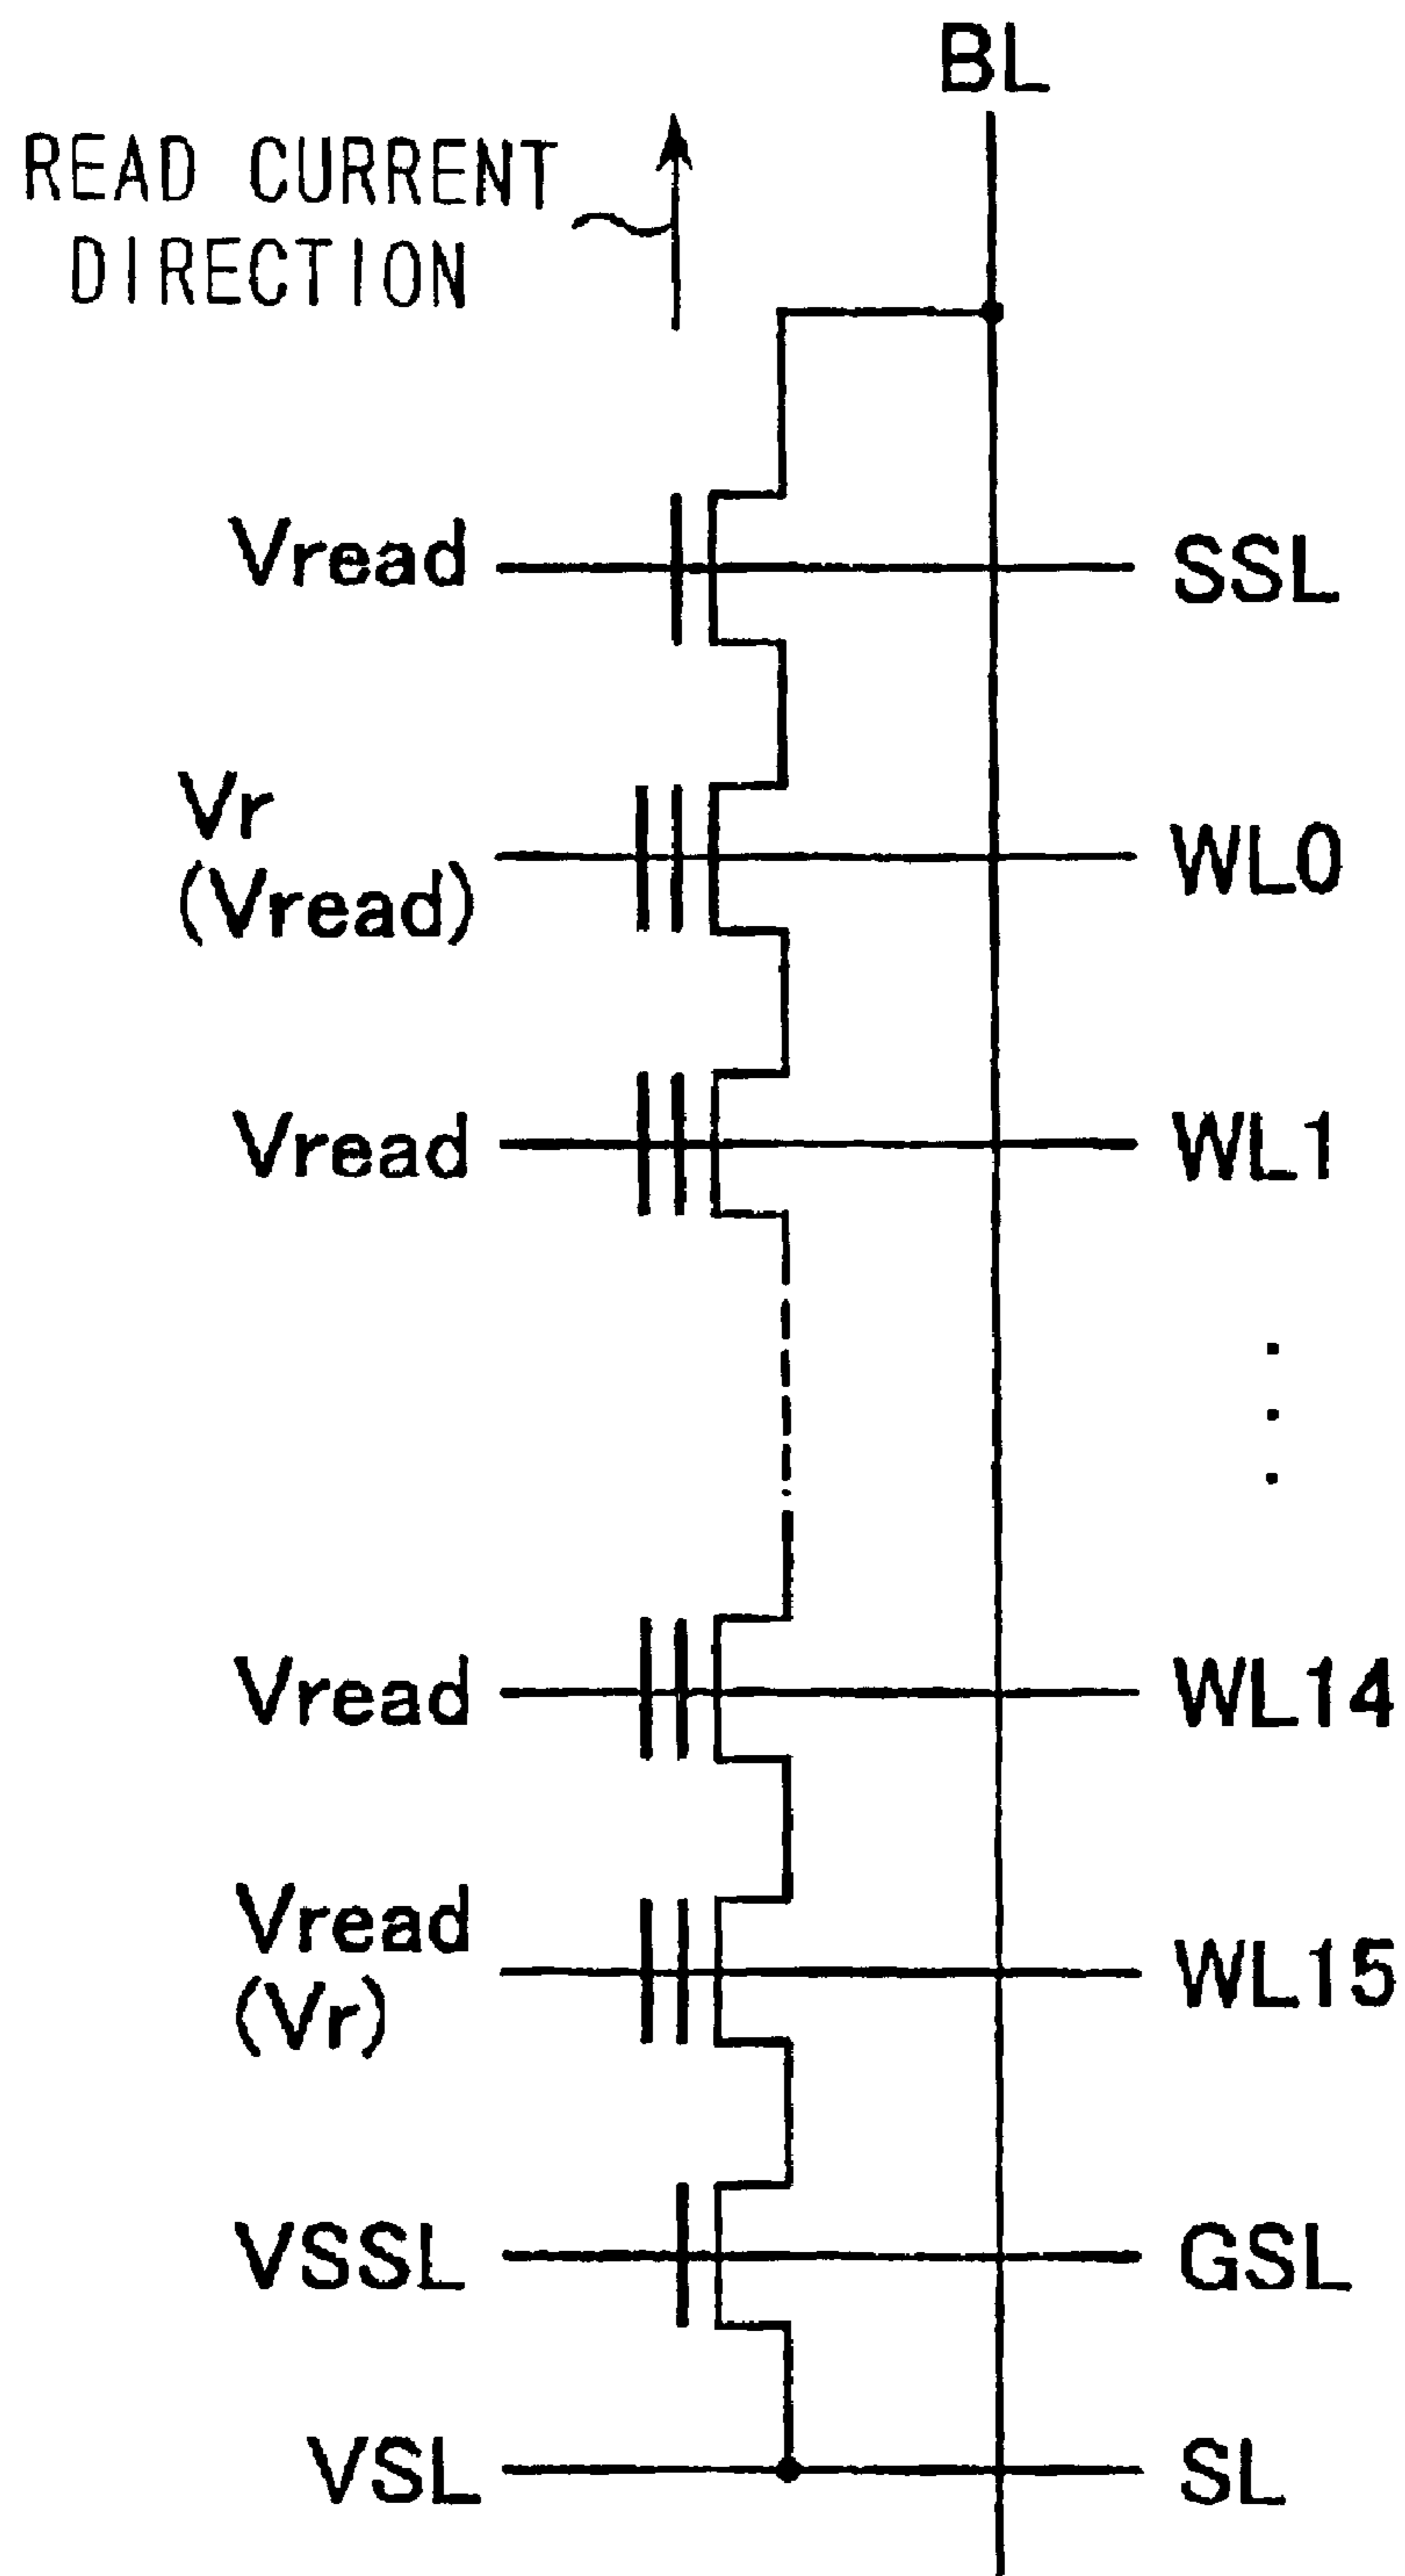 BL
READ CURRENT
DIRECTION
Vread
SSL
Vr
(Vread)
WL0
Vread
WL1
Vread
WL14
Vread
(Vr)
WL15
VSSL
GSL
VSL
SL